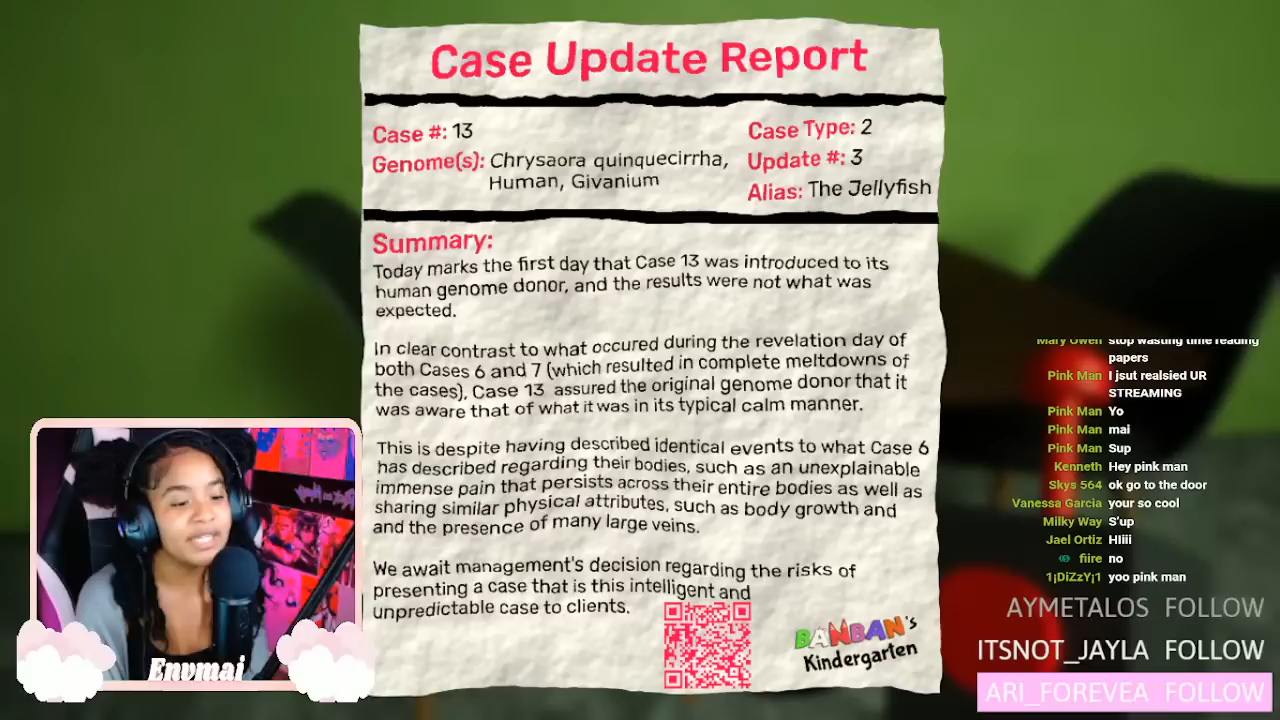 Case Update Report
Case #: 13
Genome(s): Chrysaora quinquecirrha,
Human, Givanium
Case Type: 2
Update #: 3
Alias: The Jellyfish
Summary:
Today marks the first day that Case 13 was introduced to its
human genome donor, and the results were not what was
expected.
In clear contrast to what occured during the revelation day of
both Cases 6 and 7 (which resulted in complete meltdowns of
the cases), Case 13 assured the original genome donor that it
was aware that of what it was in its typical calm manner.
This is despite having described identical events to what Case 6
has described regarding their bodies, such as an unexplainable
immense pain that persists across their entire bodies as well as
sharing similar physical attributes, such as body growth and
and the presence of many large veins.
We await management's decision regarding the risks of
presenting a case that is this intelligent and
unpredictable case to clients.
BANBAN's
Kindergarten
Envmai
Mary Owen stop wasting time reading
papers
Pink Man I jsut realsied UR
STREAMING
Pink Man Yo
Pink Man mai
Pink Man Sup
Kenneth Hey pink man
Skys 564 ok go to the door
Vanessa Garcia your so cool
Milky Way S'up
Jael Ortiz HIiii
fiire no
1¡DiZzY¡1 yoo pink man
AYMETALOS FOLLOW
ITSNOT_JAYLA FOLLOW
ARI_FOREVEA FOLLOW